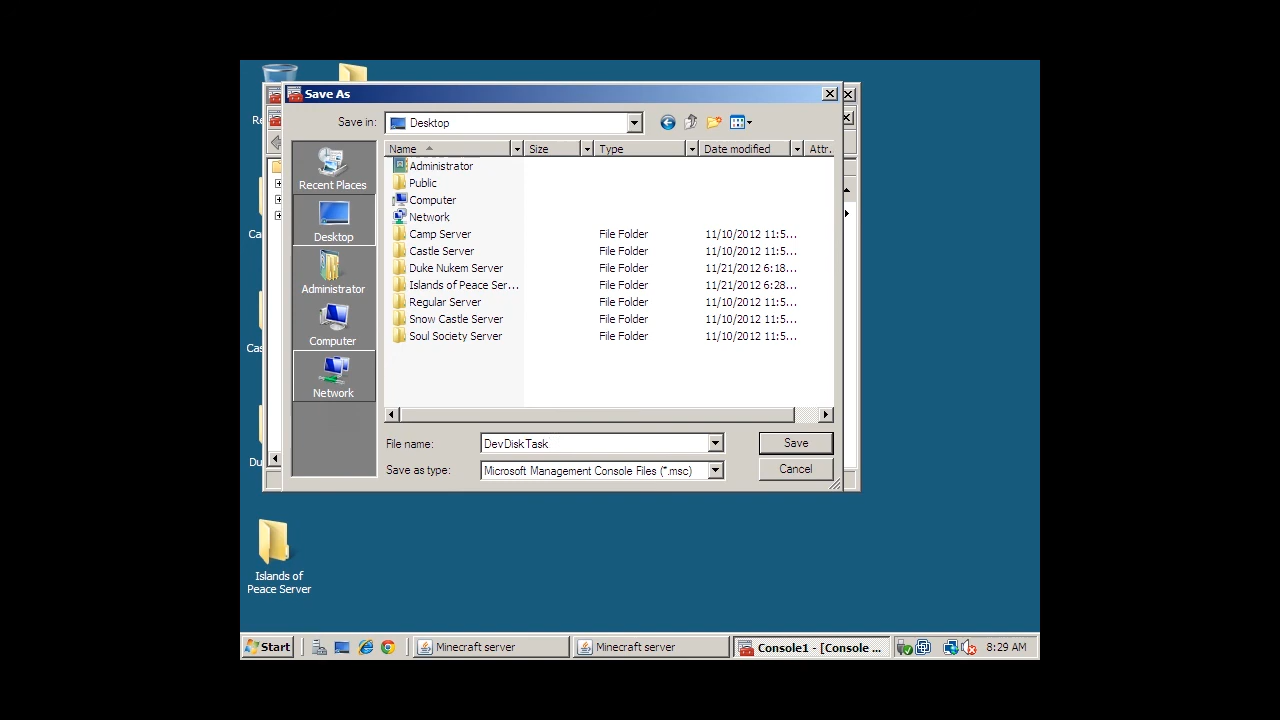 Save As
Save in: Desktop
Name Size Type Date modified Attr.
Administrator
Public
Computer
Network
Camp Server File Folder 11/10/2012 11:5...
Castle Server File Folder 11/10/2012 11:5...
Duke Nukem Server File Folder 11/21/2012 6:18...
Islands of Peace Ser... File Folder 11/21/2012 6:28...
Regular Server File Folder 11/10/2012 11:5...
Snow Castle Server File Folder 11/10/2012 11:5...
Soul Society Server File Folder 11/10/2012 11:5...
Recent Places
Desktop
Administrator
Computer
Network
File name: DevDiskTask Save
Save as type: Microsoft Management Console Files (*.msc) Cancel
Re
Ca
Cas
Du
Islands of
Peace Server
Start Minecraft server Minecraft server Console1 - [Console ... 8:29 AM